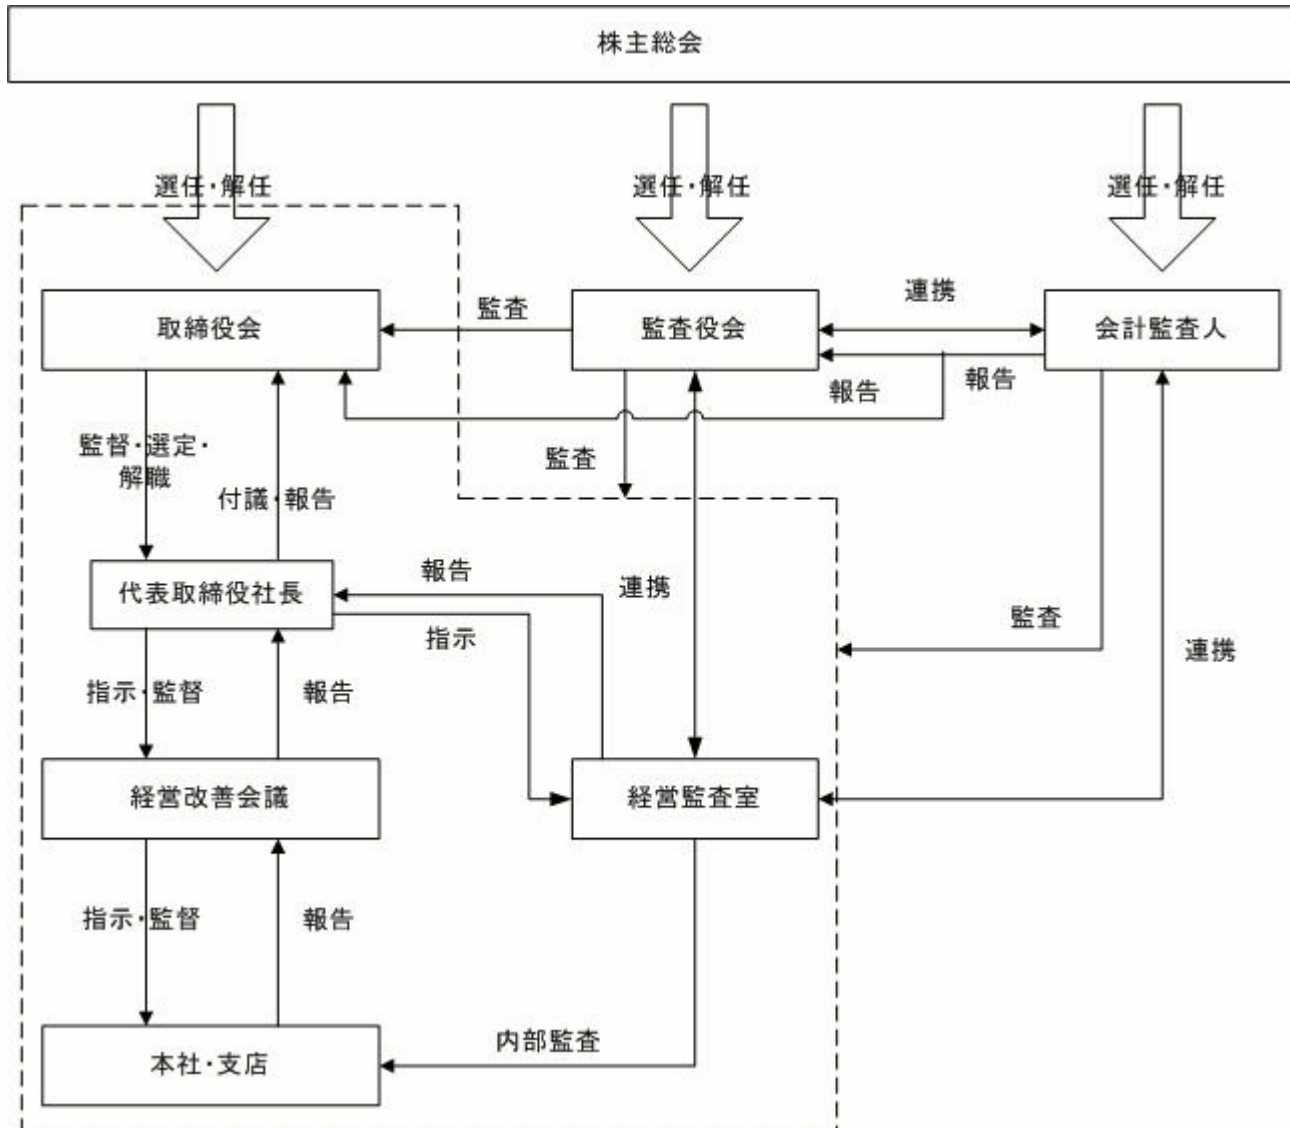 株主総会
選任・解任
選任・解任
選任・解任
取締役会
監査
監査役会
連携
会計監査人
報告
報告
監督・選定・
解職
付議・報告
監査
代表取締役社長
報告
指示
連携
監査
連携
指示・監督
報告
経営改善会議
経営監査室
指示・監督
報告
本社・支店
内部監査